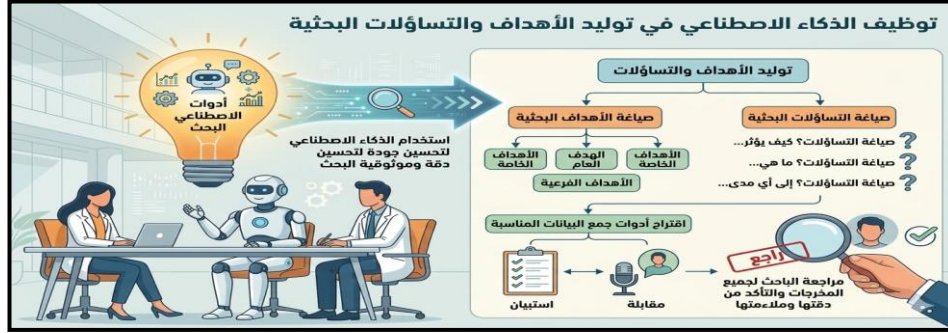 توظيف الذكاء الاصطناعي في توليد الأهداف والتساؤلات البحثية
أدوات
الاصطناعي
البحث
استخدام الذكاء الاصطناعي
لتحسين جودة لتحسين
دقة وموثوقية البحث
توليد الأهداف والتساؤلات
صياغة التساؤلات البحثية
صياغة الأهداف البحثية
صياغة التساؤلات؟ كيف يؤثر...
صياغة التساؤلات؟ ما هي...
صياغة التساؤلات؟ إلى أي مدى...
الأهداف
الخاصة
الهدف
العام
الأهداف
الخاصة
الأهداف الفرعية
اقتراح أدوات جمع البيانات المناسبة
استبيان
مقابلة
راجع
مراجعة الباحث لجميع
المخرجات والتأكد من
دقتها وملاءمتها